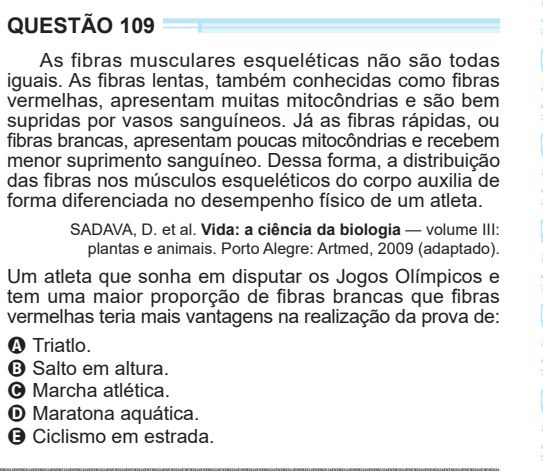 QUESTÃO 109
As fibras musculares esqueléticas não são todas
iguais. As fibras lentas, também conhecidas como fibras
vermelhas, apresentam muitas mitocôndrias e são bem
supridas por vasos sanguíneos. Já as fibras rápidas, ou
fibras brancas, apresentam poucas mitocôndrias e recebem
menor suprimento sanguíneo. Dessa forma, a distribuição
das fibras nos músculos esqueléticos do corpo auxilia de
forma diferenciada no desempenho físico de um atleta.
SADAVA, D. et al. Vida: a ciência da biologia — volume III:
plantas e animais. Porto Alegre: Artmed, 2009 (adaptado).
Um atleta que sonha em disputar os Jogos Olímpicos e
tem uma maior proporção de fibras brancas que fibras
vermelhas teria mais vantagens na realização da prova de:
A Triatlo.
B Salto em altura.
C Marcha atlética.
D Maratona aquática.
E Ciclismo em estrada.